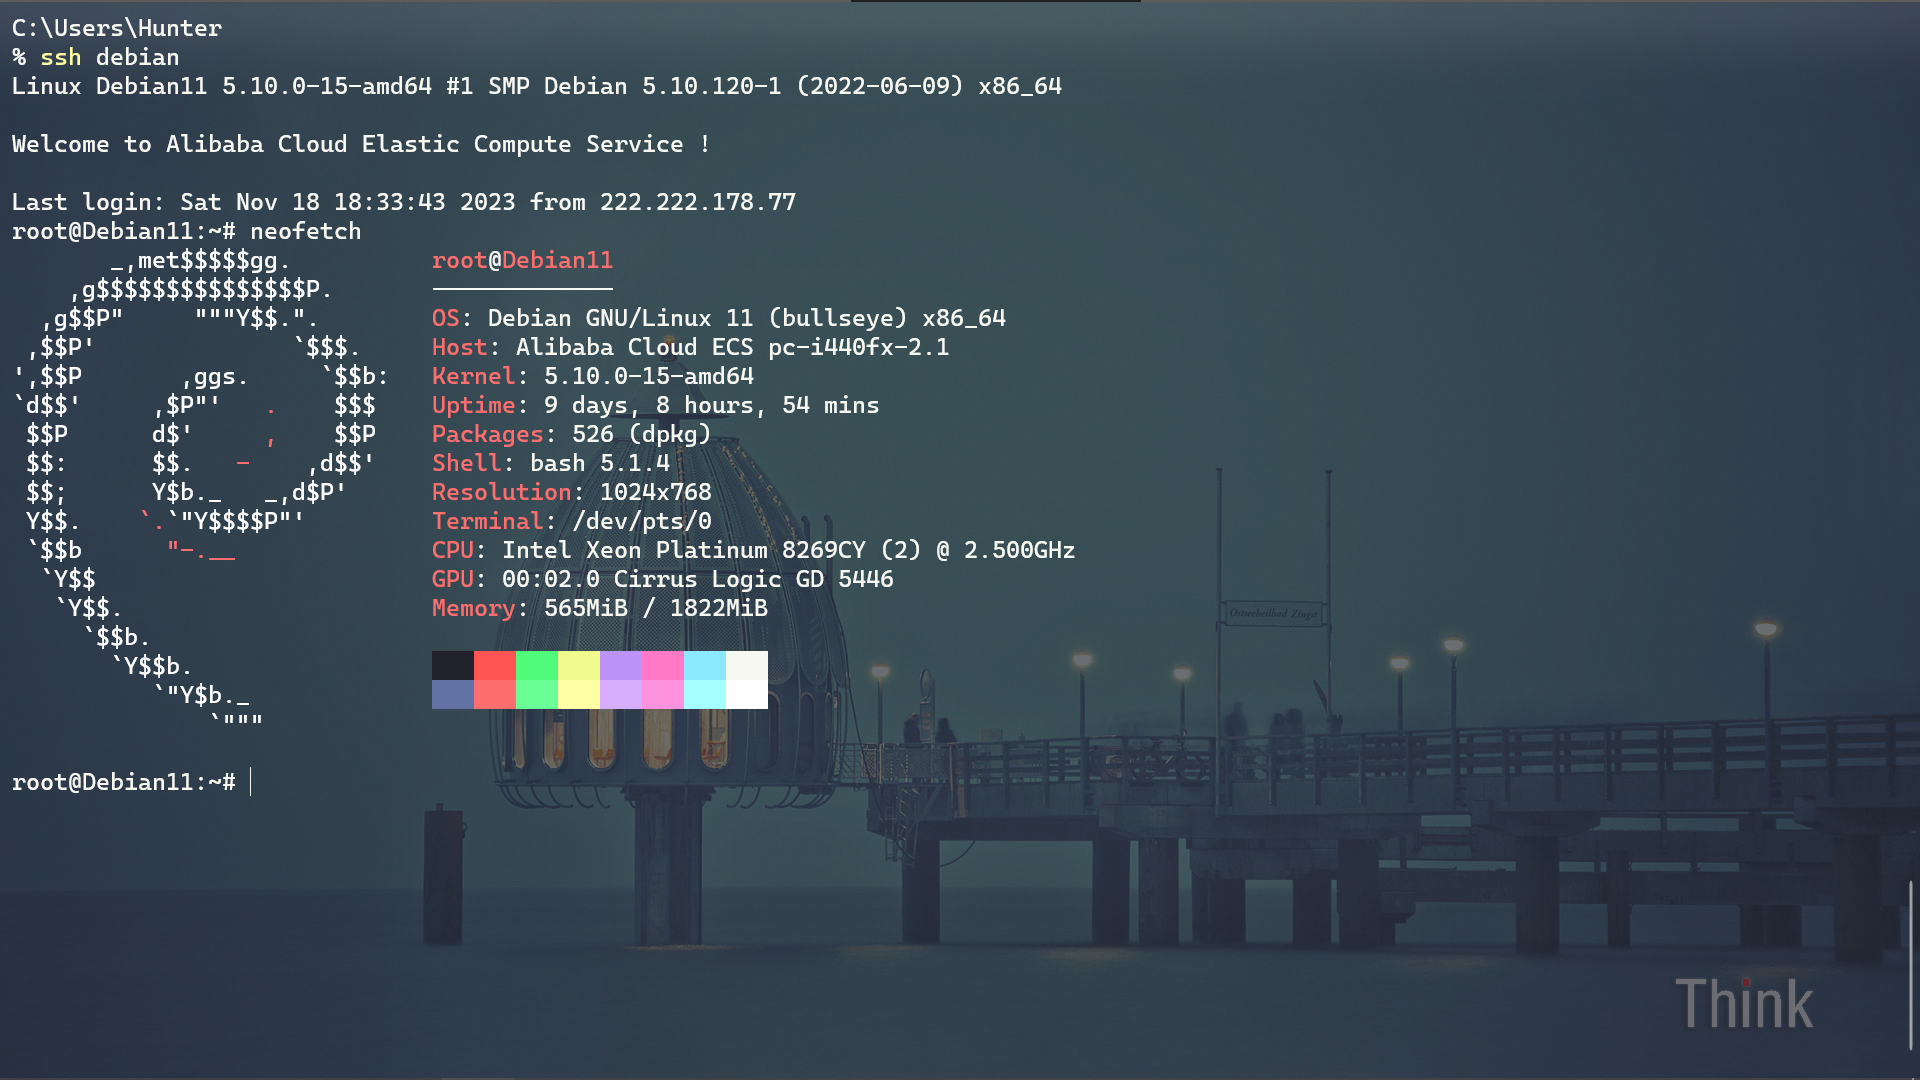 C:\Users\Hunter
% ssh debian
Linux Debian11 5.10.0-15-amd64 #1 SMP Debian 5.10.120-1 (2022-06-09) x86_64
Welcome to Alibaba Cloud Elastic Compute Service !
Last login: Sat Nov 18 18:33:43 2023 from 222.222.178.77
root@Debian11:~# neofetch
       _,met$$$$$gg.          root@Debian11
    ,g$$$$$$$$$$$$$$$P.       -------------
  ,g$$P"     """Y$$.".        OS: Debian GNU/Linux 11 (bullseye) x86_64
 ,$$P'              `$$$.     Host: Alibaba Cloud ECS pc-i440fx-2.1
',$$P       ,ggs.     `$$b:   Kernel: 5.10.0-15-amd64
`d$$'     ,$P"'   .    $$$    Uptime: 9 days, 8 hours, 54 mins
 $$P      d$'     ,    $$P    Packages: 526 (dpkg)
 $$:      $$.   -    ,d$$'    Shell: bash 5.1.4
 $$;      Y$b._   _,d$P'      Resolution: 1024x768
 Y$$.    `.`"Y$$$$P"'         Terminal: /dev/pts/0
 `$$b      "-.__              CPU: Intel Xeon Platinum 8269CY (2) @ 2.500GHz
  `Y$$                        GPU: 00:02.0 Cirrus Logic GD 5446
   `Y$$.                      Memory: 565MiB / 1822MiB
     `$$b.
       `Y$$b.
          `"Y$b._
              `"""
Ostseeheilbad Zingst
root@Debian11:~#
Think